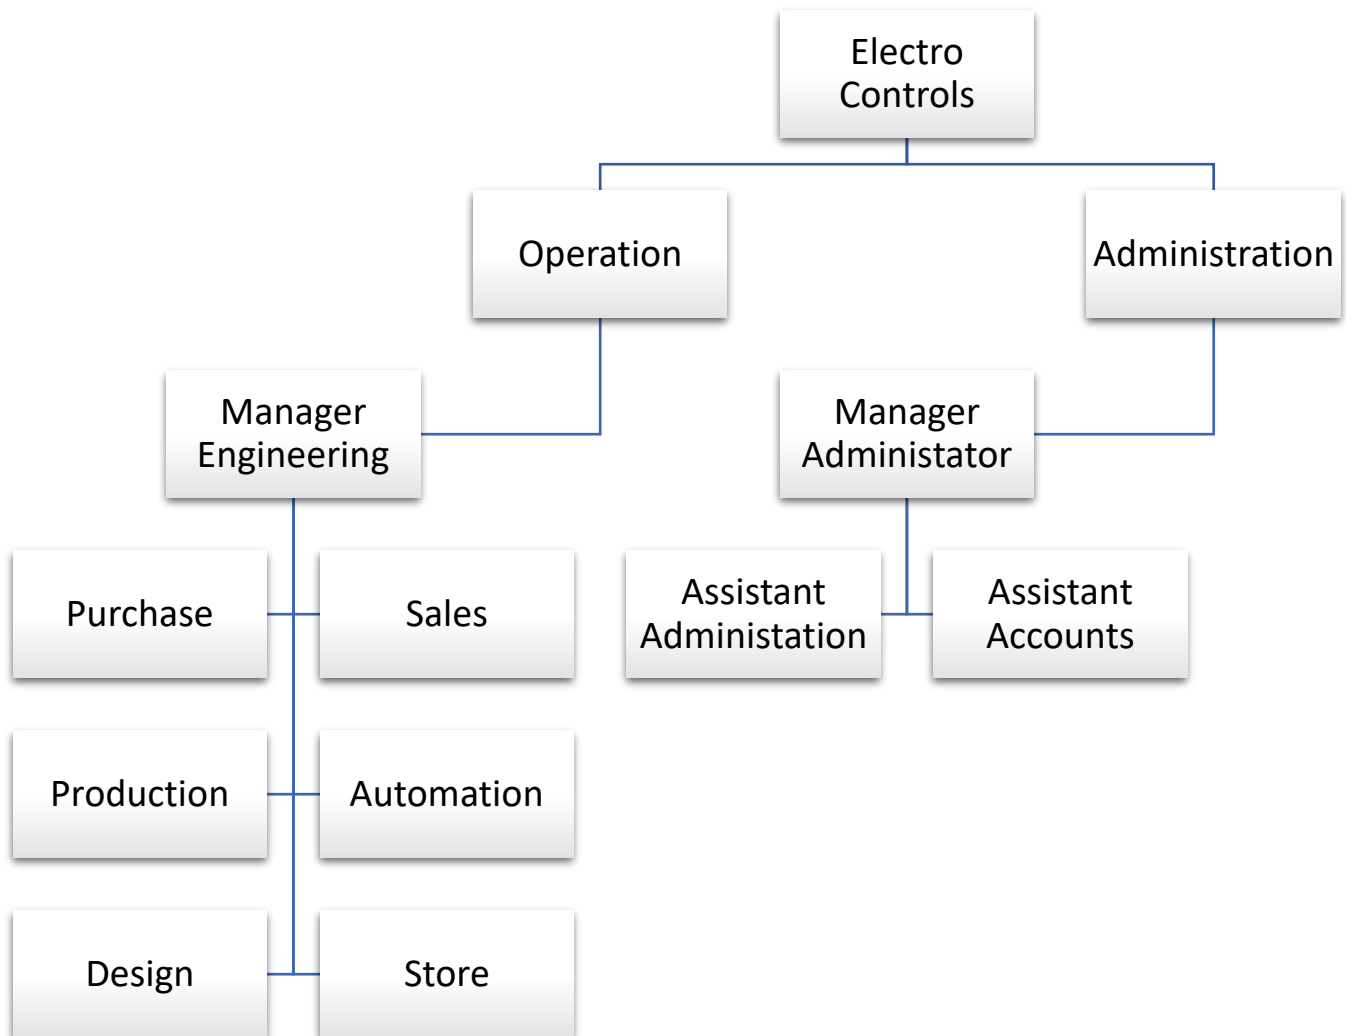 Electro
Controls
Operation
Administration
Manager
Engineering
Manager
Administator
Purchase
Sales
Assistant
Administation
Assistant
Accounts
Production
Automation
Design
Store